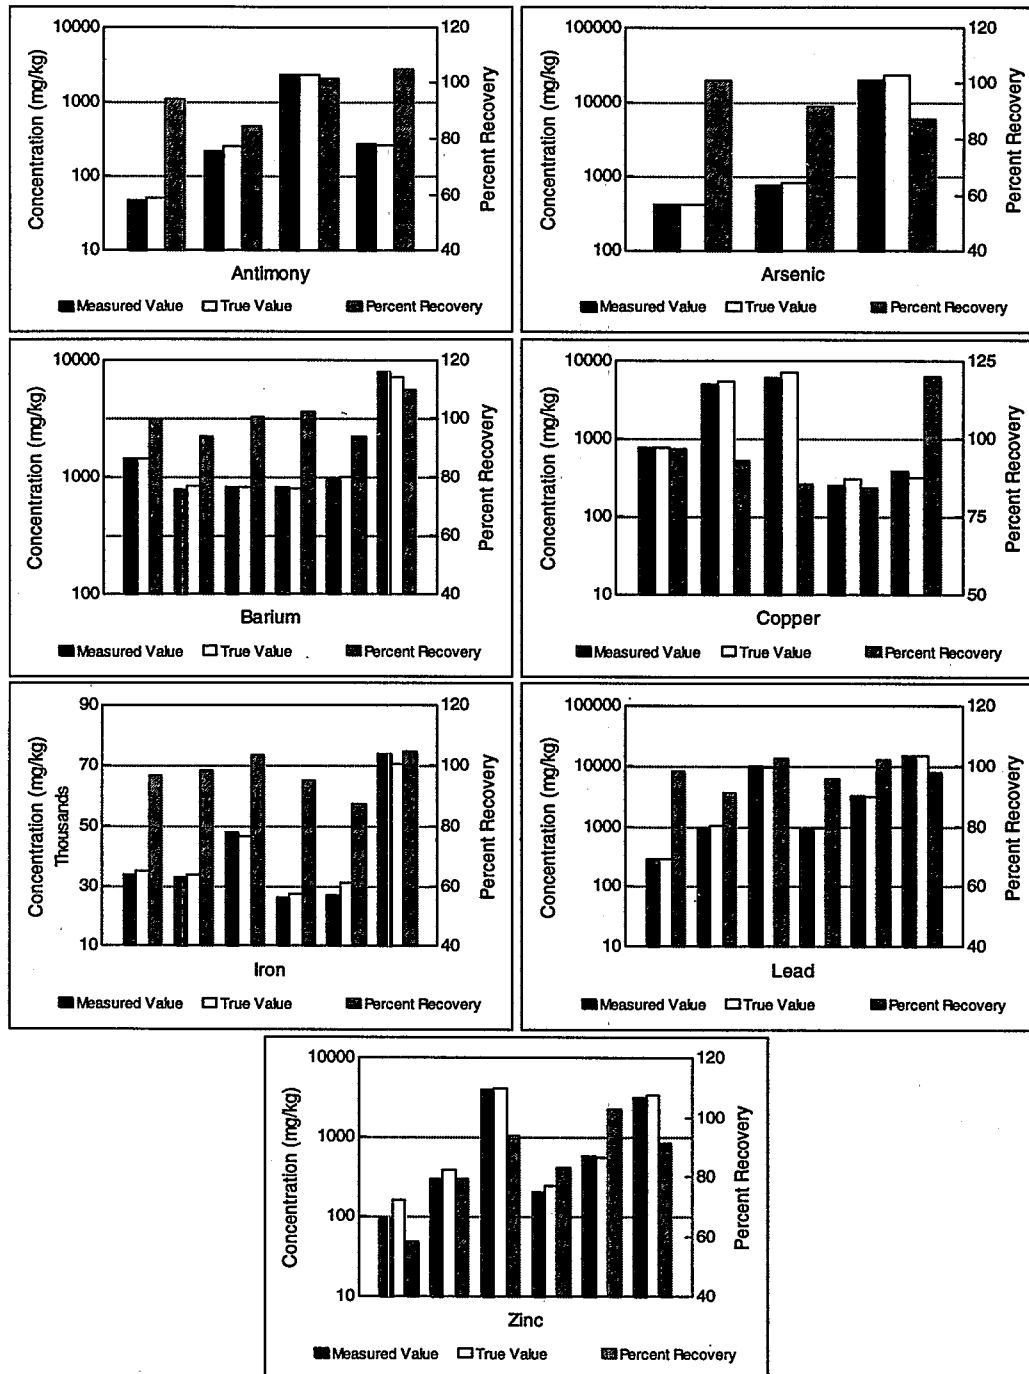 10000
1000
100
10
Concentration (mg/kg)
120
100
80
60
40
Percent Recovery
Antimony
Measured Value True Value Percent Recovery
100000
10000
1000
100
Concentration (mg/kg)
120
100
80
60
40
Percent Recovery
Arsenic
Measured Value True Value Percent Recovery
10000
1000
100
Concentration (mg/kg)
120
100
80
60
40
Percent Recovery
Barium
Measured Value True Value Percent Recovery
10000
1000
100
10
Concentration (mg/kg)
125
100
75
50
Percent Recovery
Copper
Measured Value True Value Percent Recovery
90
70
50
30
10
Concentration (mg/kg)
Thousands
120
100
80
60
40
Percent Recovery
Iron
Measured Value True Value Percent Recovery
100000
10000
1000
100
10
Concentration (mg/kg)
120
100
80
60
40
Percent Recovery
Lead
Measured Value True Value Percent Recovery
10000
1000
100
10
Concentration (mg/kg)
120
100
80
60
40
Percent Recovery
Zinc
Measured Value True Value Percent Recovery